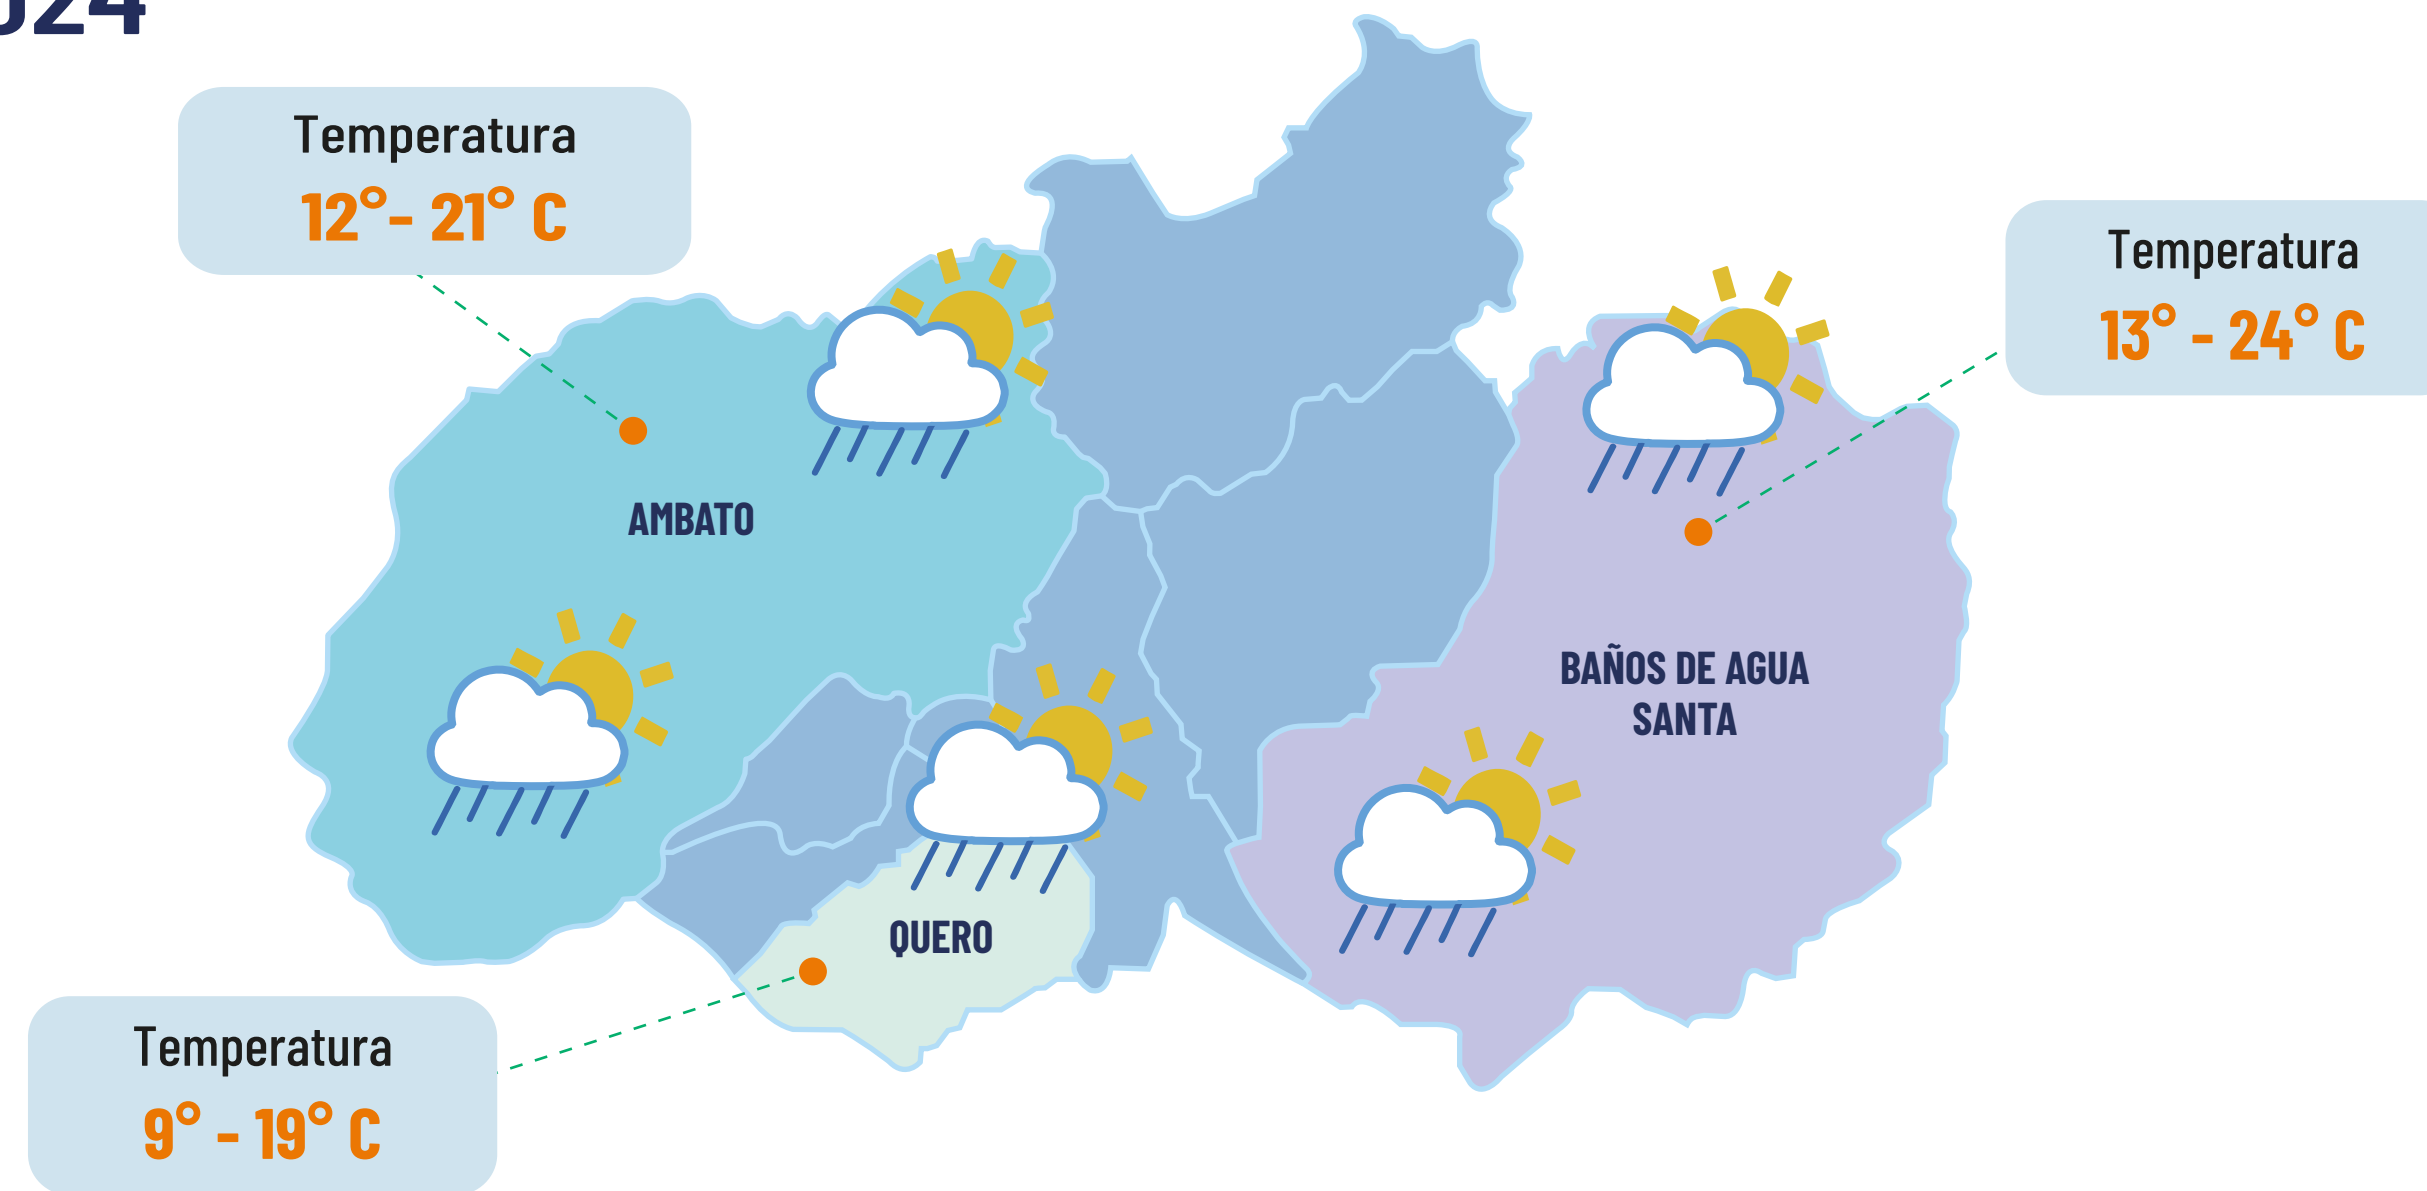 Temperatura
12°- 21° C
Temperatura
13° - 24° C
AMBATO
BAÑOS DE AGUA
SANTA
QUERO
Temperatura
9° - 19° C